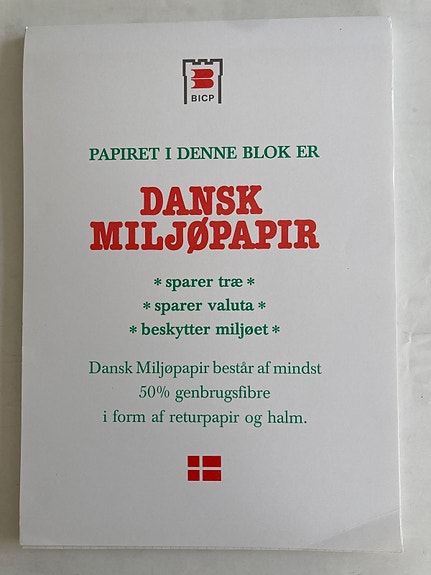 BICP
PAPIRET I DENNE BLOK ER
DANSK
MILJØPAPIR
* sparer træ *
* sparer valuta *
* beskytter miljøet *
Dansk Miljøpapir består af mindst
50% genbrugsfibre
i form af returpapir og halm.